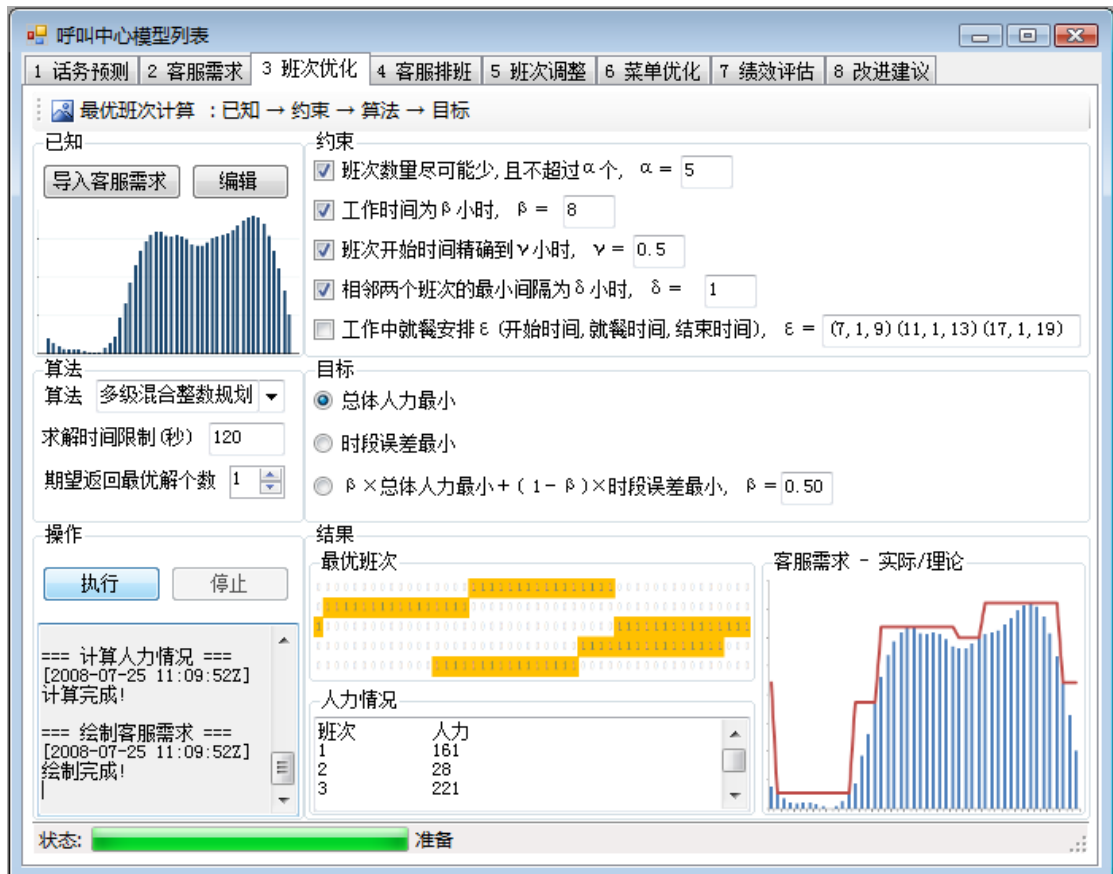 呼叫中心模型列表
1 话务预测 2 客服需求 3 班次优化 4 客服排班 5 班次调整 6 菜单优化 7 绩效评估 8 改进建议
最优班次计算 :已知 → 约束 → 算法 → 目标
已知
导入客服需求 编辑
约束
班次数量尽可能少,且不超过α个, α = 5
工作时间为β小时, β = 8
班次开始时间精确到γ小时, γ = 0.5
相邻两个班次的最小间隔为δ小时, δ = 1
工作中就餐安排ε(开始时间,就餐时间,结束时间), ε = (7,1,9)(11,1,13)(17,1,19)
算法
算法 多级混合整数规划
求解时间限制(秒) 120
期望返回最优解个数 1
目标
总体人力最小
时段误差最小
β×总体人力最小+(1-β)×时段误差最小, β = 0.50
操作
执行 停止
=== 计算人力情况 ===
[2008-07-25 11:09:52Z]
计算完成!
=== 绘制客服需求 ===
[2008-07-25 11:09:52Z]
绘制完成!
结果
最优班次
人力情况
班次 人力
1 161
2 28
3 221
客服需求 - 实际/理论
状态: 准备